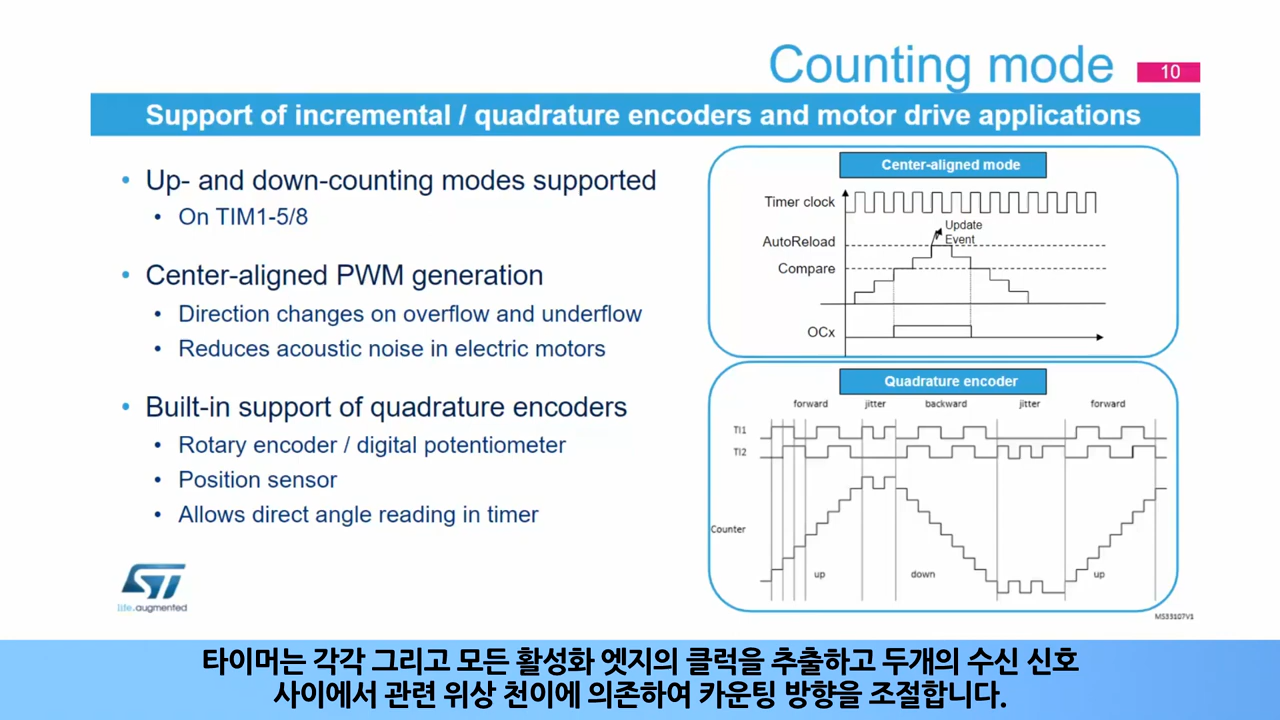 Counting mode
10
Support of incremental / quadrature encoders and motor drive applications
• Up- and down-counting modes supported
• On TIM1-5/8
• Center-aligned PWM generation
• Direction changes on overflow and underflow
• Reduces acoustic noise in electric motors
• Built-in support of quadrature encoders
• Rotary encoder / digital potentiometer
• Position sensor
• Allows direct angle reading in timer
Center-aligned mode
Timer clock
AutoReload
Update
Event
Compare
OCx
Quadrature encoder
forward jitter backward jitter forward
TI1
TI2
Counter
up down up
MS33107V1
ST
life.augmented
타이머는 각각 그리고 모든 활성화 엣지의 클럭을 추출하고 두개의 수신 신호
사이에서 관련 위상 천이에 의존하여 카운팅 방향을 조절합니다.